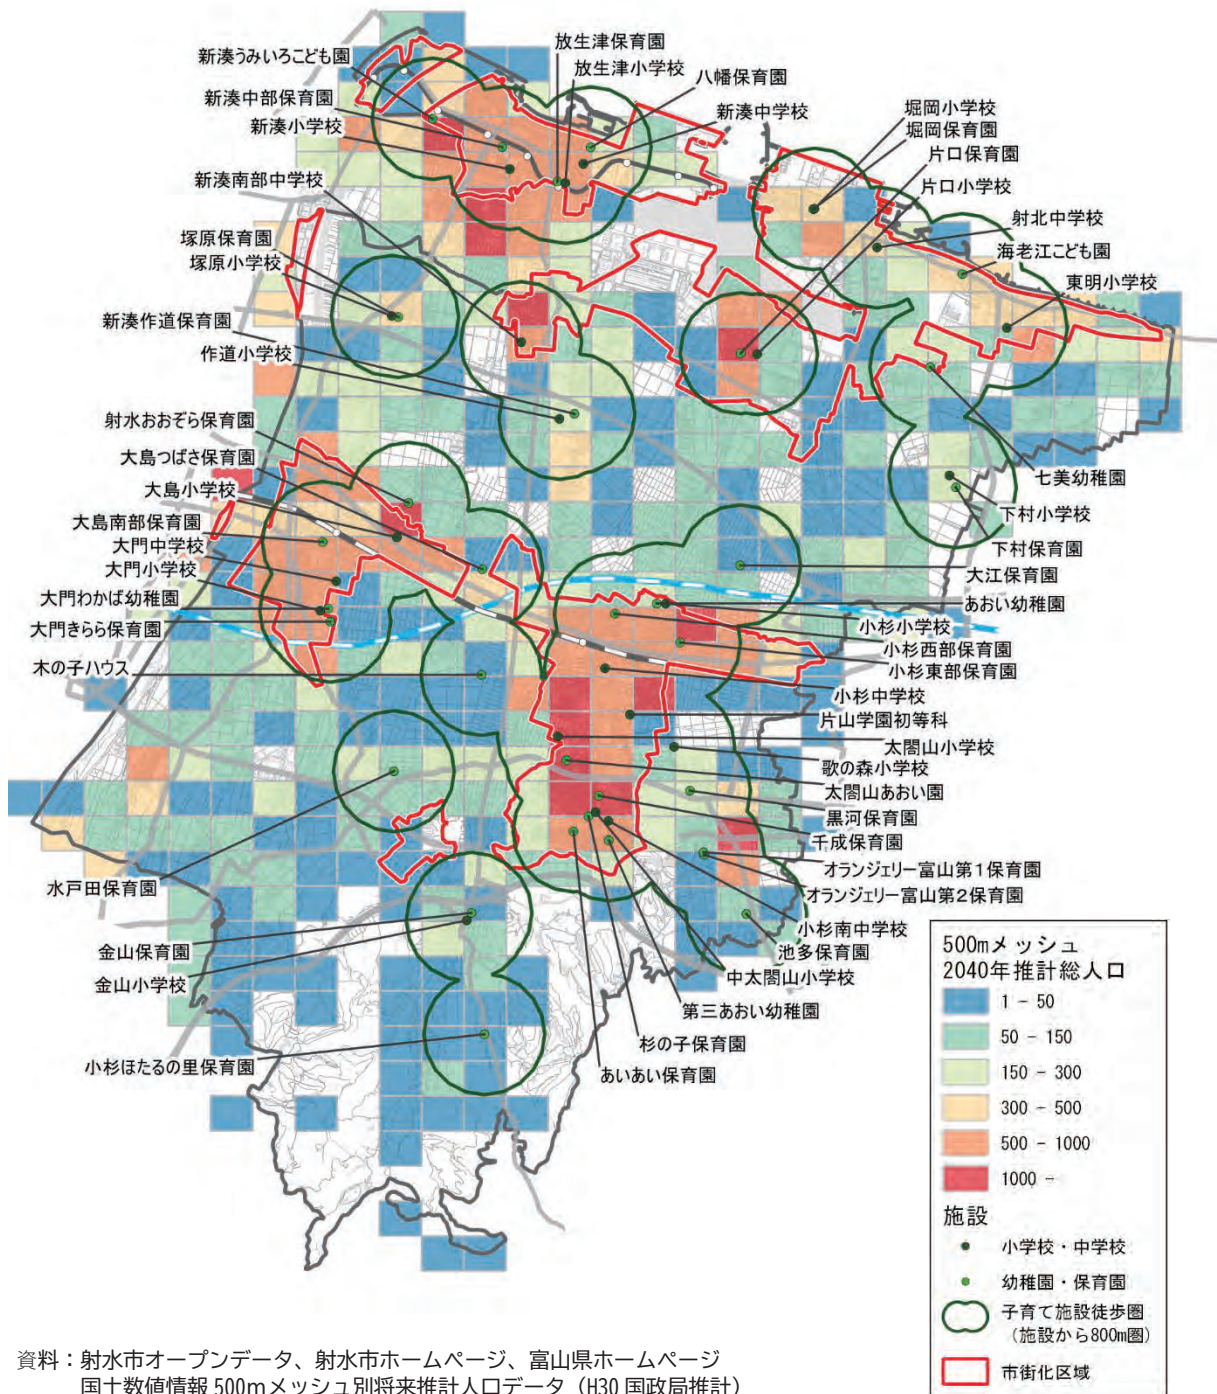 新湊うみいろこども園
新湊中部保育園
新湊小学校
新湊南部中学校
塚原保育園
塚原小学校
新湊作道保育園
作道小学校
射水おおぞら保育園
大島つばさ保育園
大島小学校
大島南部保育園
大門中学校
大門小学校
大門わかば幼稚園
大門きらら保育園
木の子ハウス
水戸田保育園
金山保育園
金山小学校
小杉ほたるの里保育園
放生津保育園
放生津小学校
八幡保育園
新湊中学校
堀岡小学校
堀岡保育園
片口保育園
片口小学校
射北中学校
海老江こども園
東明小学校
七美幼稚園
下村小学校
下村保育園
大江保育園
あおい幼稚園
小杉小学校
小杉西部保育園
小杉東部保育園
小杉中学校
片山学園初等科
太閤山小学校
歌の森小学校
太閤山あおい園
黒河保育園
千成保育園
オランジェリー富山第1保育園
オランジェリー富山第2保育園
小杉南中学校
池多保育園
中太閤山小学校
第三あおい幼稚園
杉の子保育園
あいあい保育園
500mメッシュ
2040年推計総人口
1 - 50
50 - 150
150 - 300
300 - 500
500 - 1000
1000 -
施設
小学校・中学校
幼稚園・保育園
子育て施設徒歩圏
(施設から800m圏)
市街化区域
資料：射水市オープンデータ、射水市ホームページ、富山県ホームページ
国土数値情報 500mメッシュ別将来推計人口データ（H30 国政局推計）